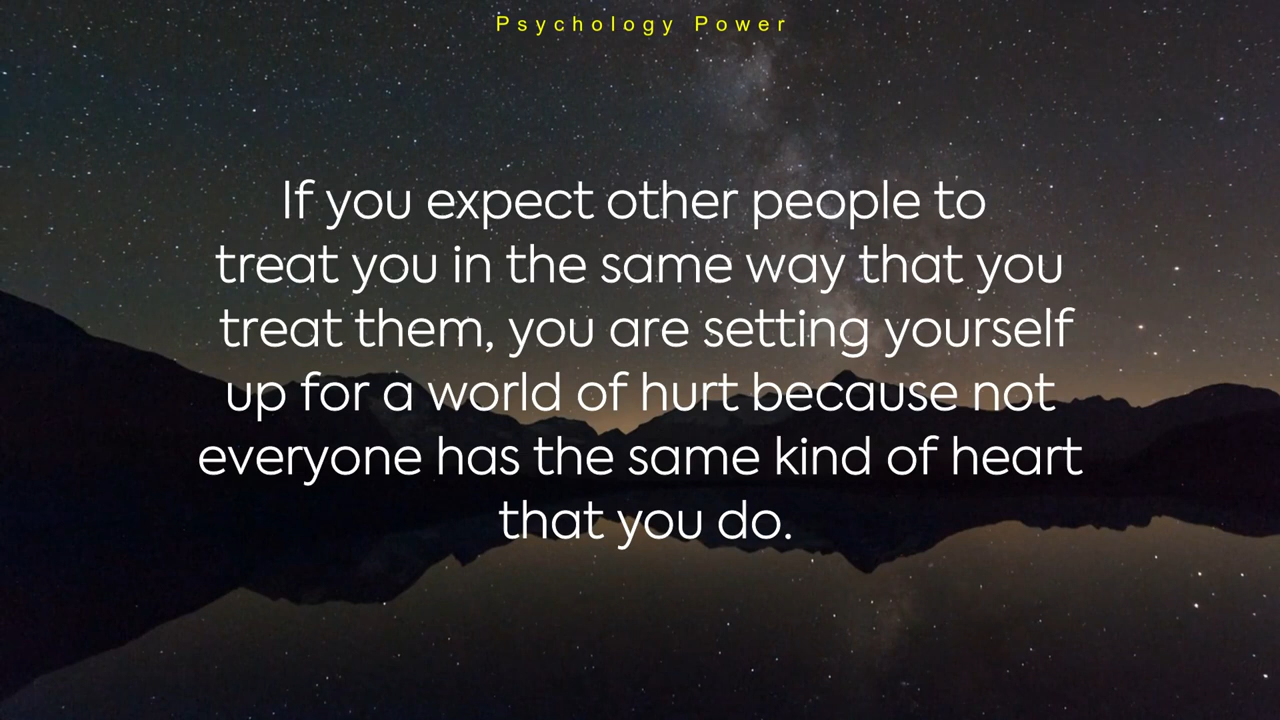 Psychology Power
If you expect other people to
treat you in the same way that you
treat them, you are setting yourself
up for a world of hurt because not
everyone has the same kind of heart
that you do.